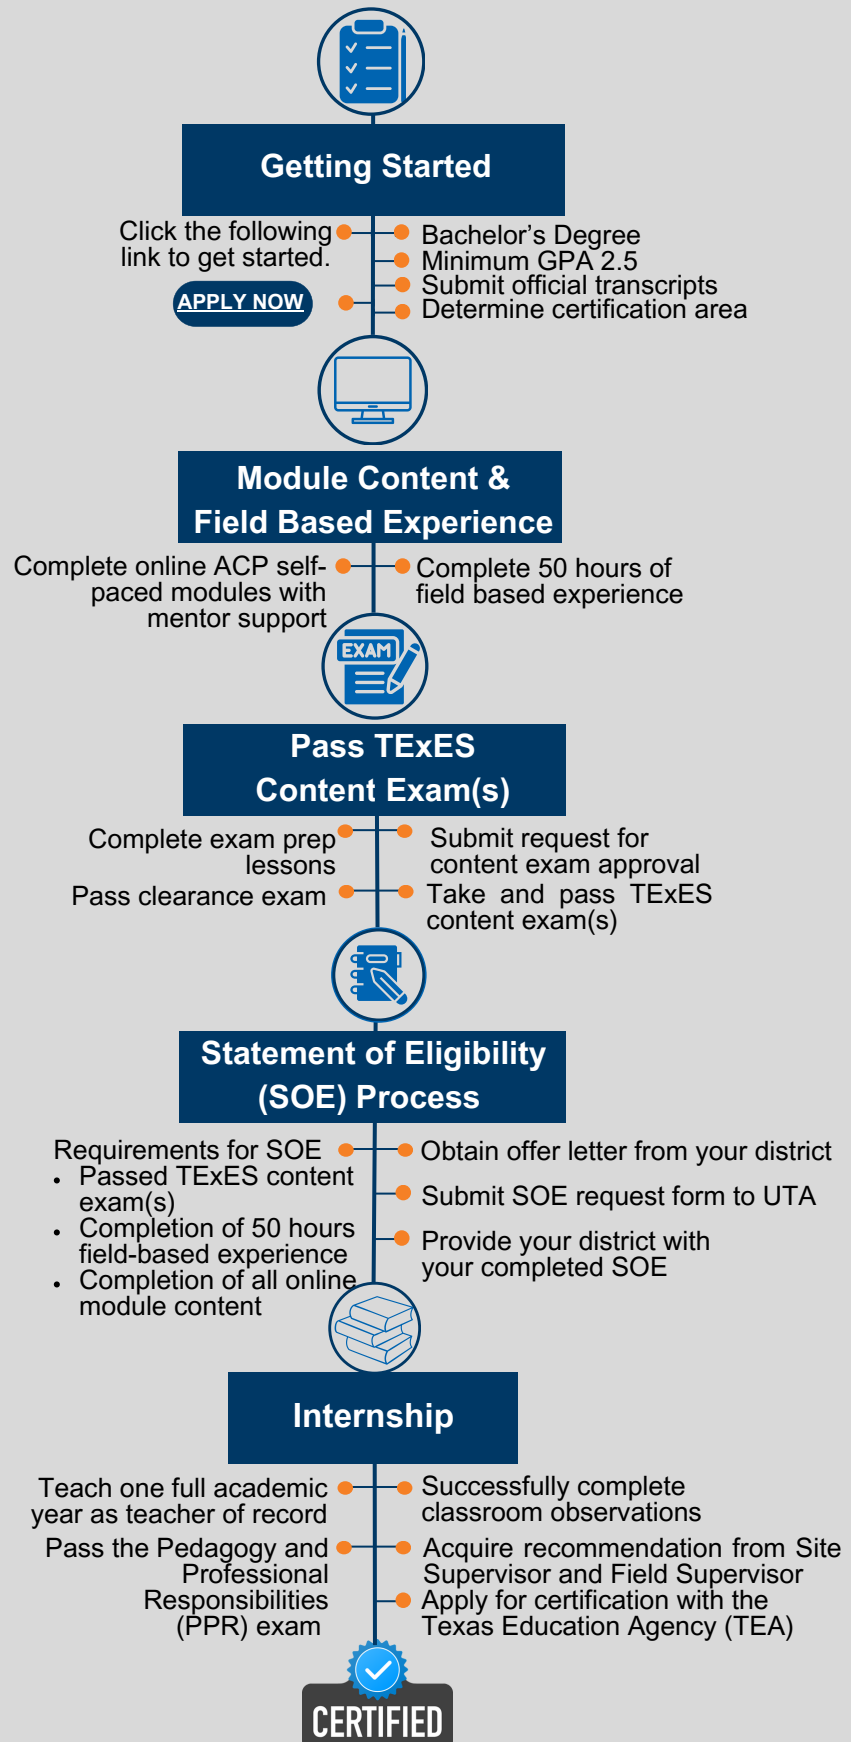 Getting Started
Click the following
link to get started.
APPLY NOW
Bachelor's Degree
Minimum GPA 2.5
Submit official transcripts
Determine certification area
Module Content &
Field Based Experience
Complete online ACP self-
paced modules with
mentor support
Complete 50 hours of
field based experience
EXAM
Pass TExES
Content Exam(s)
Complete exam prep
lessons
Pass clearance exam
Submit request for
content exam approval
Take and pass TExES
content exam(s)
Statement of Eligibility
(SOE) Process
Requirements for SOE
• Passed TExES content
exam(s)
• Completion of 50 hours
field-based experience
• Completion of all online
module content
Obtain offer letter from your district
Submit SOE request form to UTA
Provide your district with
your completed SOE
Internship
Teach one full academic
year as teacher of record
Pass the Pedagogy and
Professional
Responsibilities
(PPR) exam
Successfully complete
classroom observations
Acquire recommendation from Site
Supervisor and Field Supervisor
Apply for certification with the
Texas Education Agency (TEA)
CERTIFIED